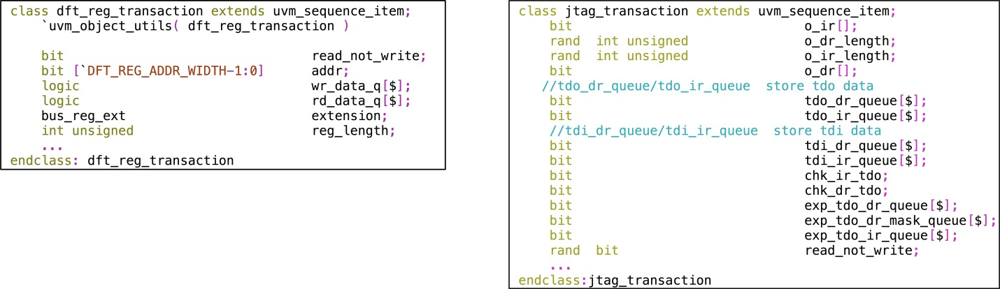 class dft_reg_transaction extends uvm_sequence_item;
`uvm_object_utils( dft_reg_transaction )
bit read_not_write;
bit [`DFT_REG_ADDR_WIDTH-1:0] addr;
logic wr_data_q[$];
logic rd_data_q[$];
bus_reg_ext extension;
int unsigned reg_length;
...
endclass: dft_reg_transaction
class jtag_transaction extends uvm_sequence_item;
bit o_ir[];
rand int unsigned o_dr_length;
rand int unsigned o_ir_length;
bit o_dr[];
//tdo_dr_queue/tdo_ir_queue store tdo data
bit tdo_dr_queue[$];
bit tdo_ir_queue[$];
//tdi_dr_queue/tdi_ir_queue store tdi data
bit tdi_dr_queue[$];
bit tdi_ir_queue[$];
bit chk_ir_tdo;
bit chk_dr_tdo;
bit exp_tdo_dr_queue[$];
bit exp_tdo_dr_mask_queue[$];
bit exp_tdo_ir_queue[$];
rand bit read_not_write;
...
endclass:jtag_transaction